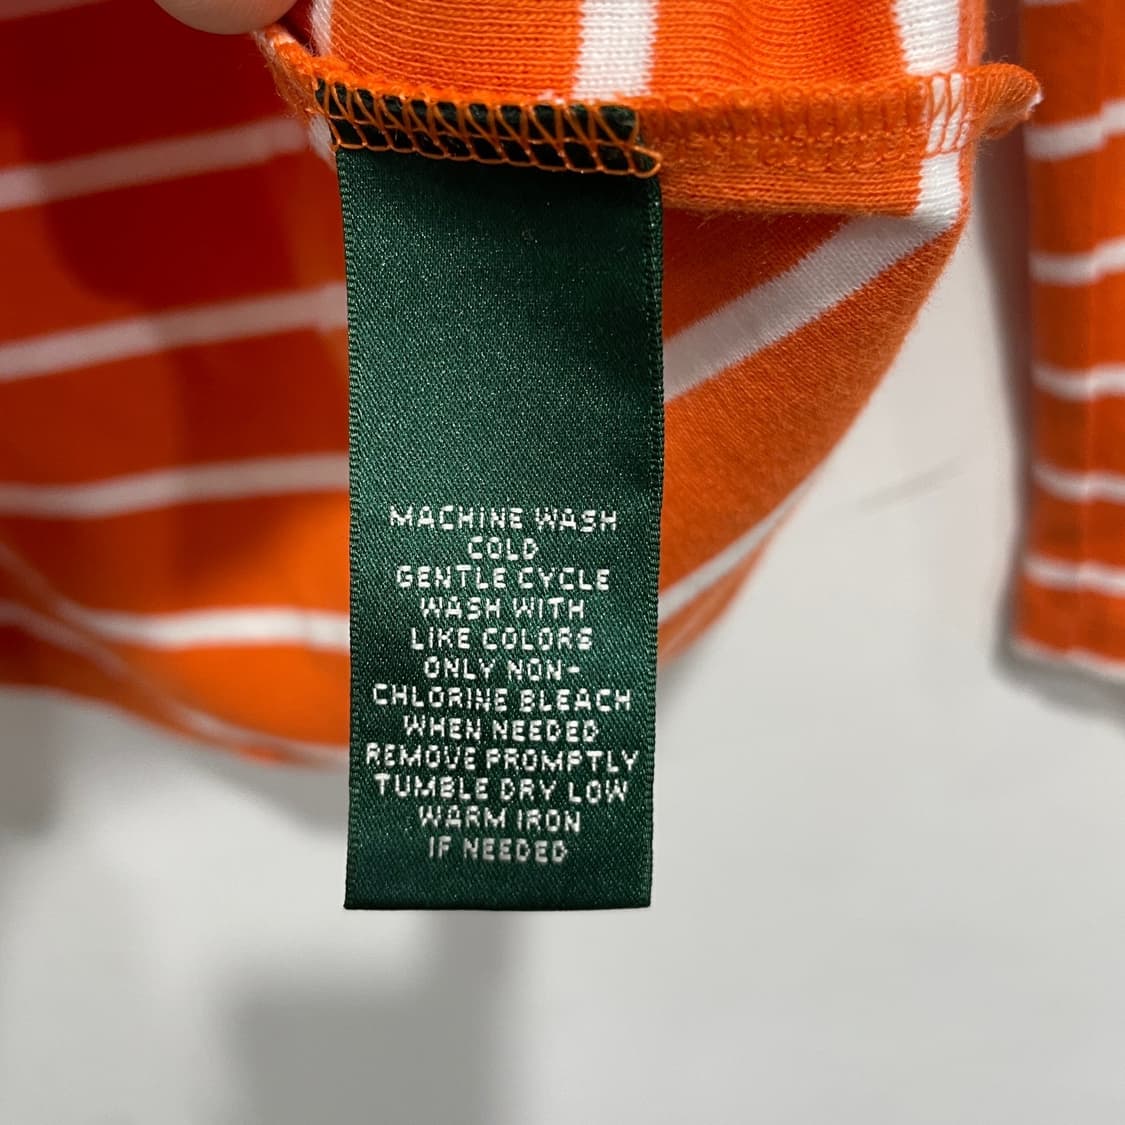 MACHINE WASH
COLD
GENTLE CYCLE
WASH WITH
LIKE COLORS
ONLY NON-
CHLORINE BLEACH
WHEN NEEDED
REMOVE PROMPTLY
TUMBLE DRY LOW
WARM IRON
IF NEEDED